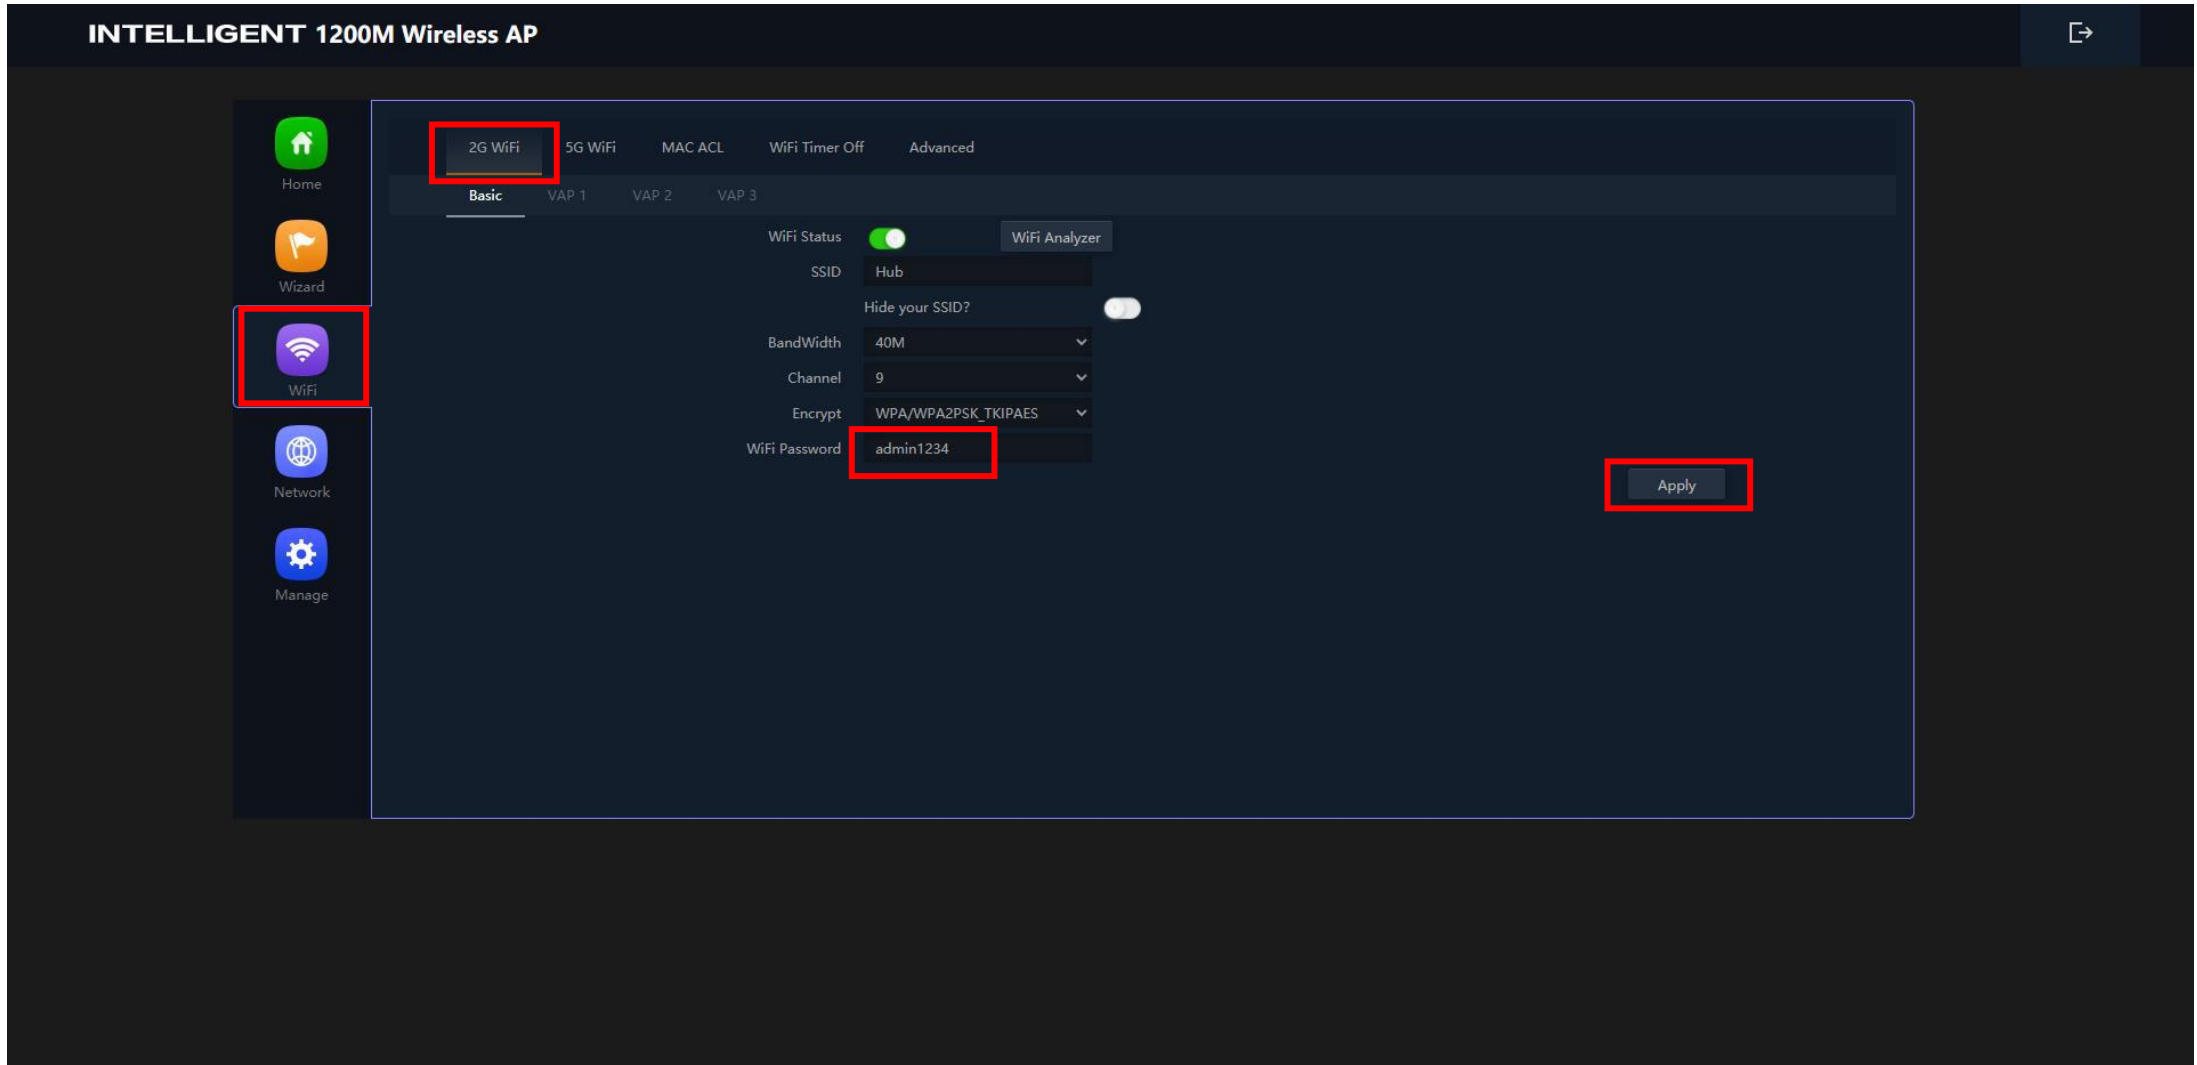 INTELLIGENT 1200M Wireless AP
Home
Wizard
WiFi
Network
Manage
2G WiFi 5G WiFi MAC ACL WiFi Timer Off Advanced
Basic VAP 1 VAP 2 VAP 3
WiFi Status WiFi Analyzer
SSID Hub
Hide your SSID?
BandWidth 40M
Channel 9
Encrypt WPA/WPA2PSK_TKIPAES
WiFi Password admin1234
Apply